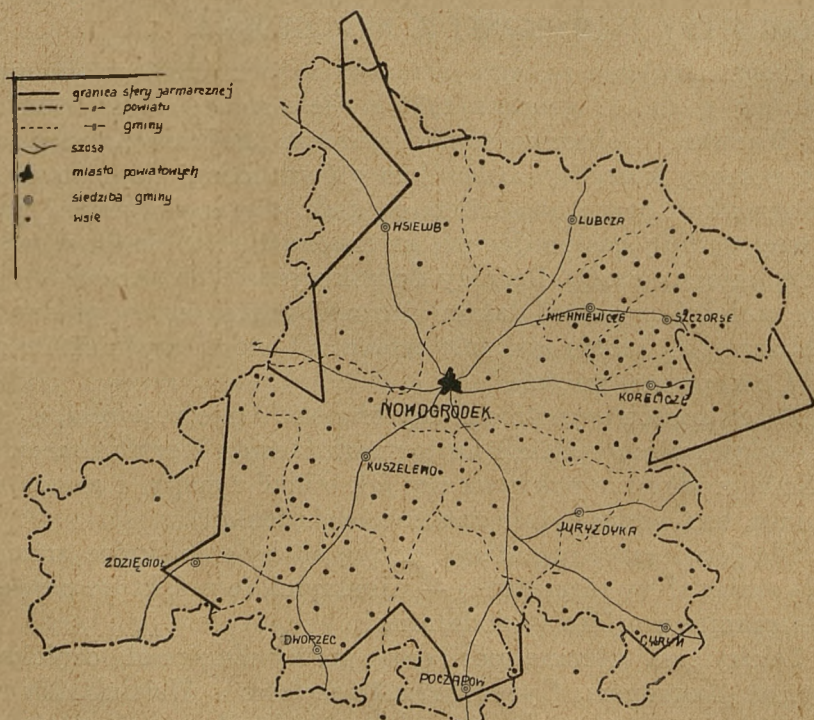 granica sfery jarmarcznej
—o— powiatu
—o— gminy
szosa
miasto powiatowych
siedziba gminy
wsie
WSIELUB
LUBCZA
NIEHNIEWICZE
SZCZORSE
KORELICZE
NOWOGRÓDEK
KUSZELEWO
JURYZDYKA
ZDZIĘCIOŁ
DWORZEC
POCZAPOW
CYRYN